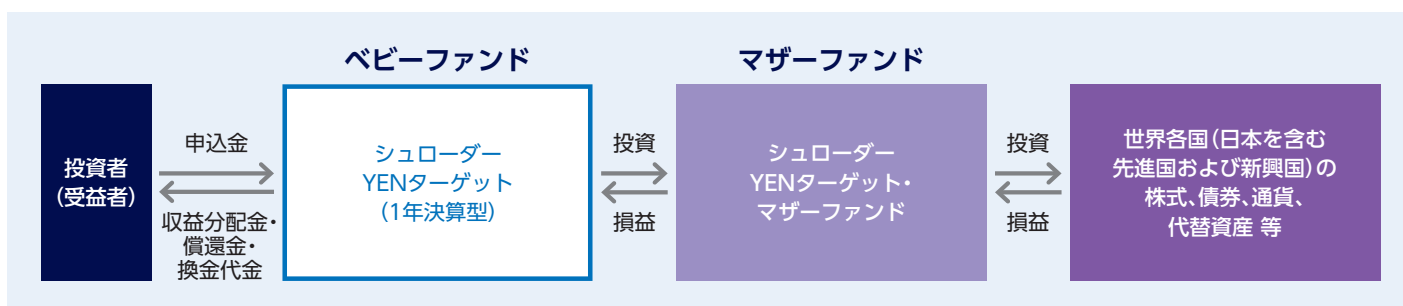 ベビーファンド
マザーファンド
投資者
(受益者)
申込金
収益分配金・
償還金・
換金代金
シュローダー
YENターゲット
(1年決算型)
投資
損益
シュローダー
YENターゲット・
マザーファンド
投資
損益
世界各国(日本を含む
先進国および新興国)の
株式、債券、通貨、
代替資産 等